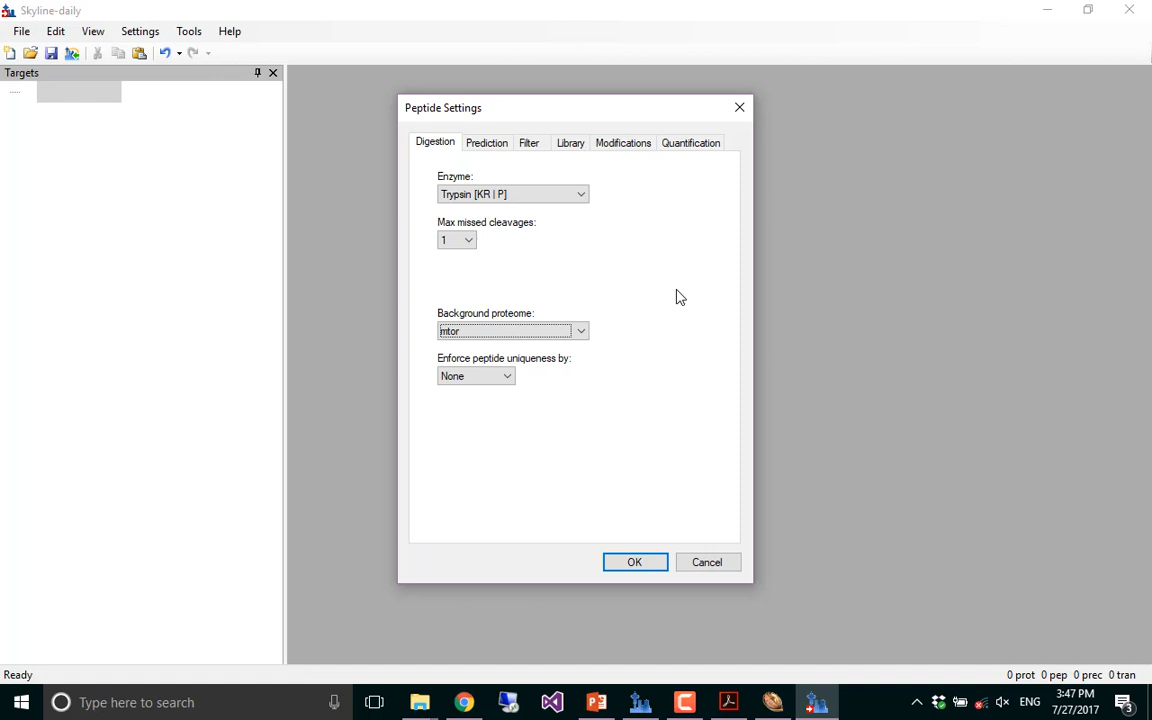 Skyline-daily
File Edit View Settings Tools Help
Targets
Peptide Settings
Digestion Prediction Filter Library Modifications Quantification
Enzyme:
Trypsin [KR | P]
Max missed cleavages:
1
Background proteome:
mtor
Enforce peptide uniqueness by:
None
OK Cancel
Ready 0 prot 0 pep 0 prec 0 tran
Type here to search
ENG
3:47 PM
7/27/2017
3